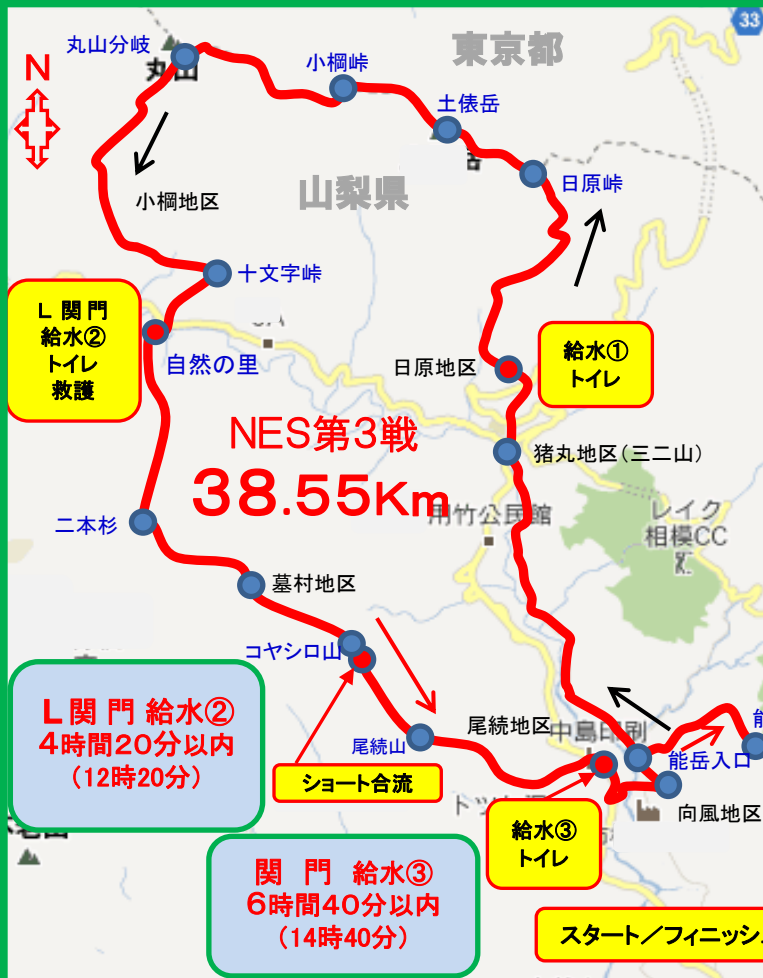 33
丸山分岐
丸山
小棡峠
東京都
土俵岳
N
日原峠
小棡地区
山梨県
十文字峠
L 関門
給水②
トイレ
救護
自然の里
日原地区
給水①
トイレ
NES第3戦
38.55Km
猪丸地区(三二山)
用竹公民館
レイク
相模CC
二本杉
墓村地区
コヤシロ山
L関 門 給水②
4時間20分以内
(12時20分)
尾続地区
中島印刷
能
尾続山
能岳入口
ショート合流
向風地区
給水③
トイレ
関 門 給水③
6時間40分以内
(14時40分)
スタート/フィニッシ